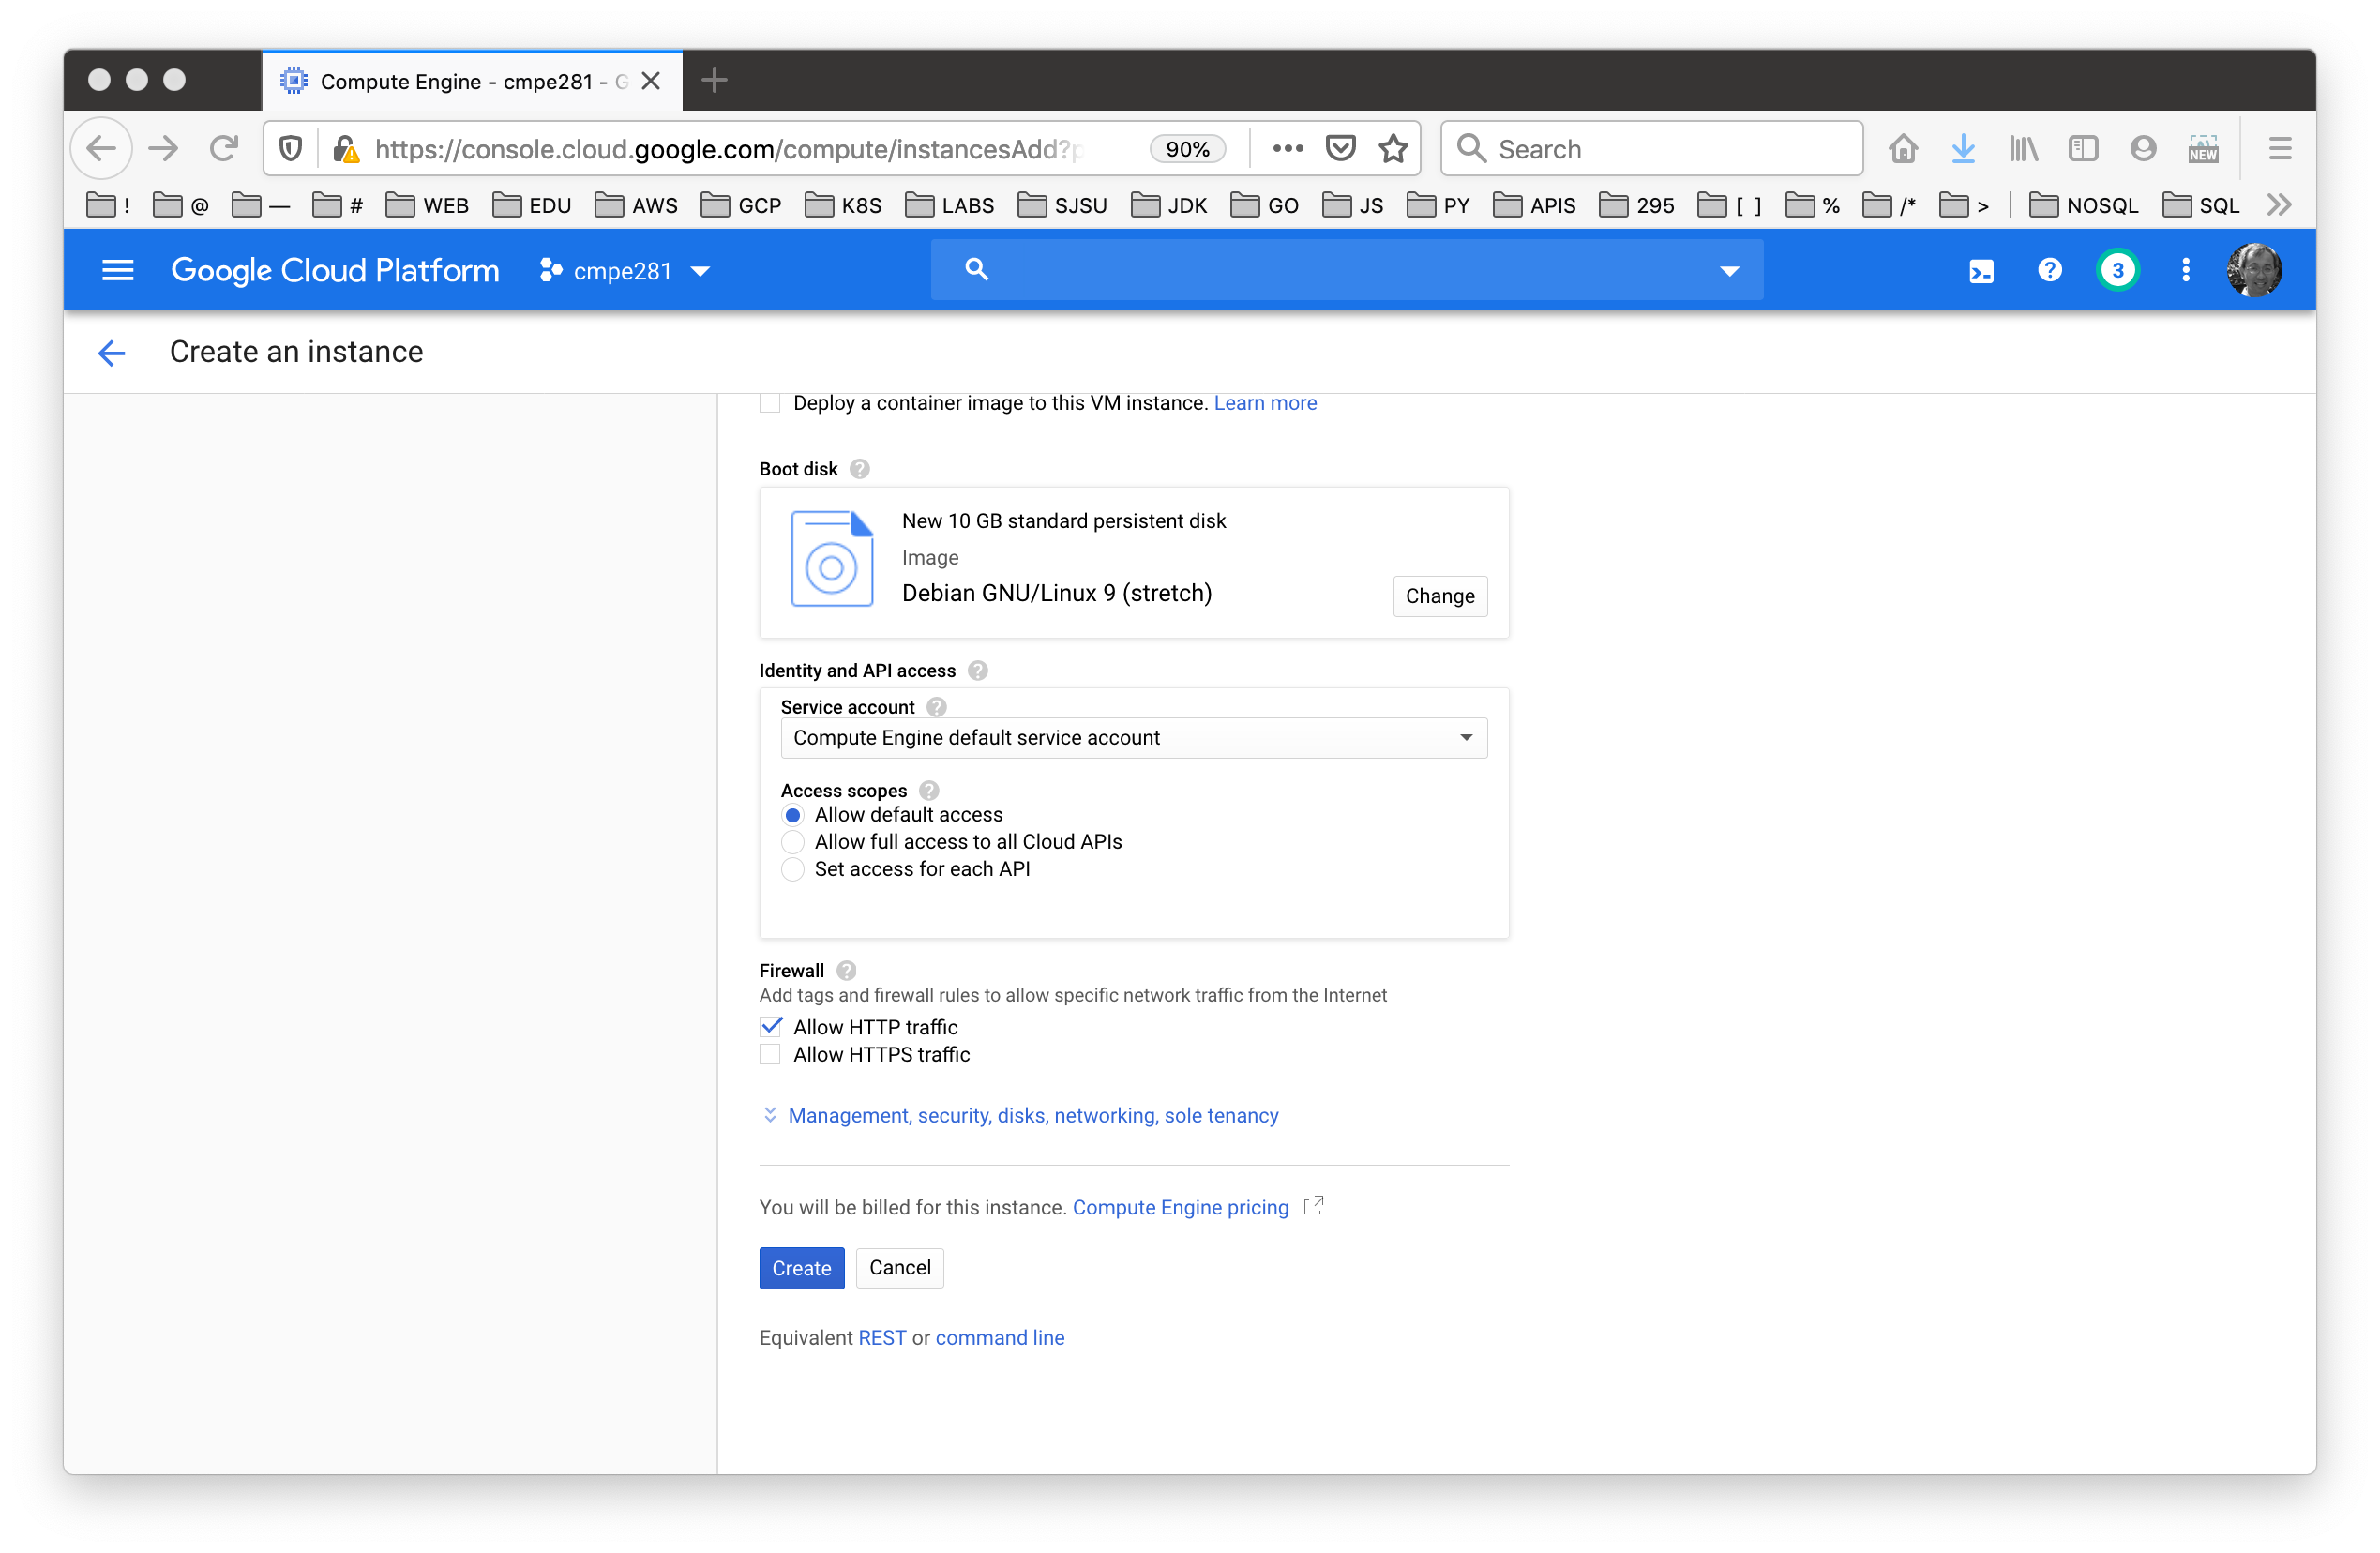 Compute Engine - cmpe281 - G
https://console.cloud.google.com/compute/instancesAdd?p
90%
Search
NEW
! @ — # WEB EDU AWS GCP K8S LABS SJSU JDK GO JS PY APIS 295 [ ] % /* > NOSQL SQL
Google Cloud Platform
cmpe281
3
Create an instance
Deploy a container image to this VM instance. Learn more
Boot disk
New 10 GB standard persistent disk
Image
Debian GNU/Linux 9 (stretch)
Change
Identity and API access
Service account
Compute Engine default service account
Access scopes
Allow default access
Allow full access to all Cloud APIs
Set access for each API
Firewall
Add tags and firewall rules to allow specific network traffic from the Internet
Allow HTTP traffic
Allow HTTPS traffic
Management, security, disks, networking, sole tenancy
You will be billed for this instance. Compute Engine pricing
Create
Cancel
Equivalent REST or command line